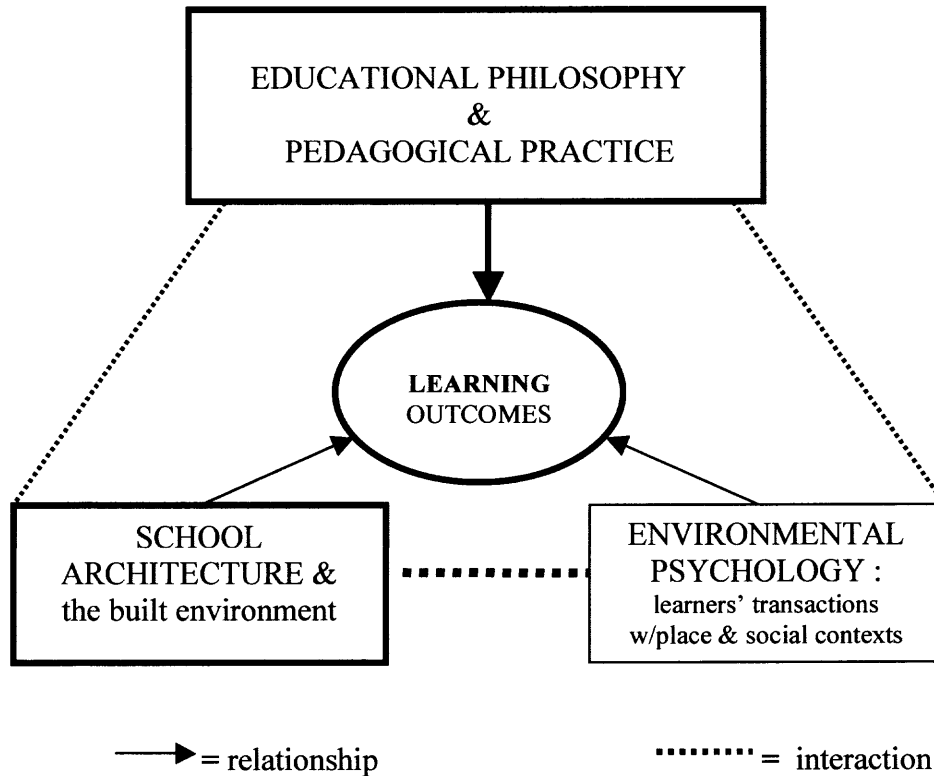 EDUCATIONAL PHILOSOPHY
&
PEDAGOGICAL PRACTICE
LEARNING
OUTCOMES
SCHOOL
ARCHITECTURE &
the built environment
ENVIRONMENTAL
PSYCHOLOGY :
learners' transactions
w/place & social contexts
= relationship
= interaction